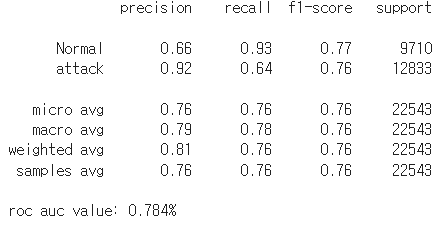 precision recall f1-score support
Normal 0.66 0.93 0.77 9710
attack 0.92 0.64 0.76 12833
micro avg 0.76 0.76 0.76 22543
macro avg 0.79 0.78 0.76 22543
weighted avg 0.81 0.76 0.76 22543
samples avg 0.76 0.76 0.76 22543
roc auc value: 0.784%